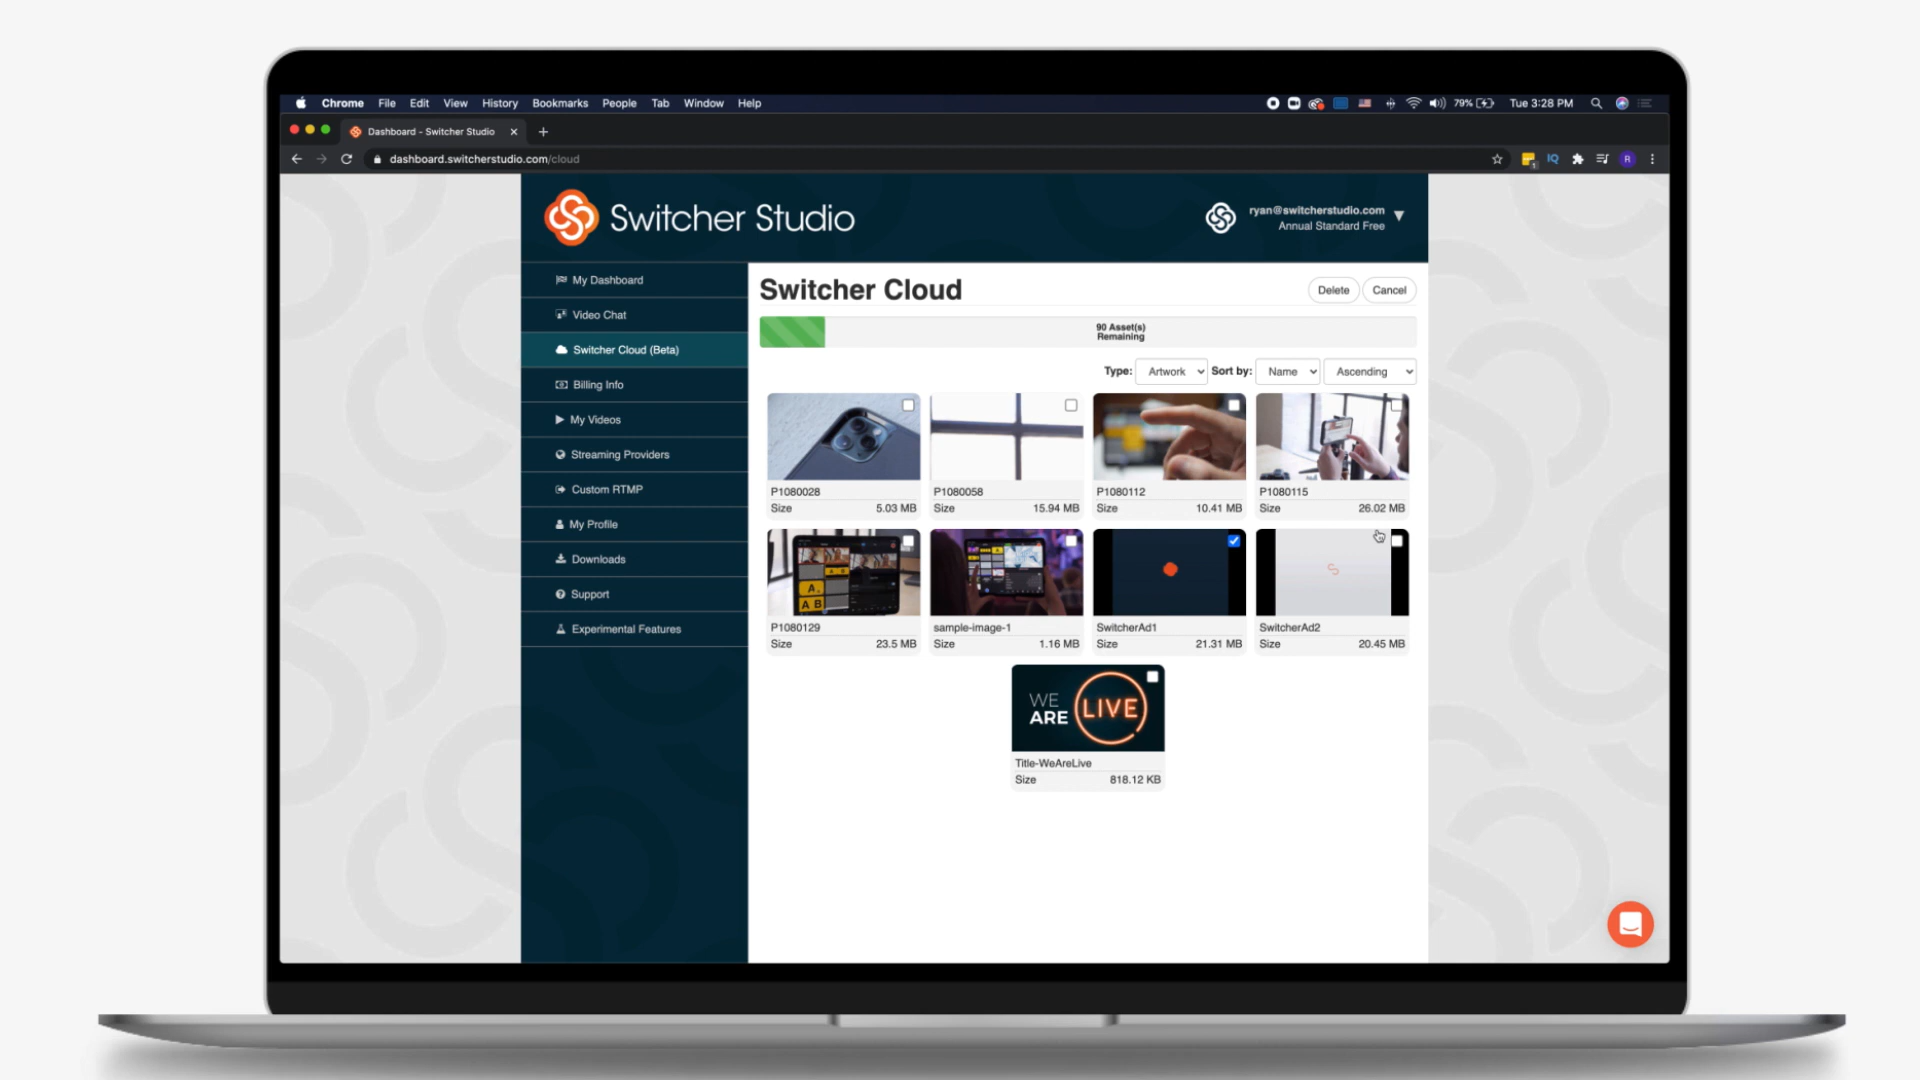 Chrome File Edit View History Bookmarks People Tab Window Help 79% Tue 3:28 PM
Dashboard - Switcher Studio
dashboard.switcherstudio.com/cloud IQ 1 R
Switcher Studio
ryan@switcherstudio.com
Annual Standard Free
My Dashboard
Video Chat
Switcher Cloud (Beta)
Billing Info
My Videos
Streaming Providers
Custom RTMP
My Profile
Downloads
Support
Experimental Features
Switcher Cloud Delete Cancel
90 Asset(s)
Remaining
Type: Artwork Sort by: Name Ascending
P1080028 P1080058 P1080112 P1080115
Size 5.03 MB Size 15.94 MB Size 10.41 MB Size 26.02 MB
A B
A.
A B
P1080129 sample-image-1 SwitcherAd1 SwitcherAd2
Size 23.5 MB Size 1.16 MB Size 21.31 MB Size 20.45 MB
WE
ARE LIVE
Title-WeAreLive
Size 818.12 KB